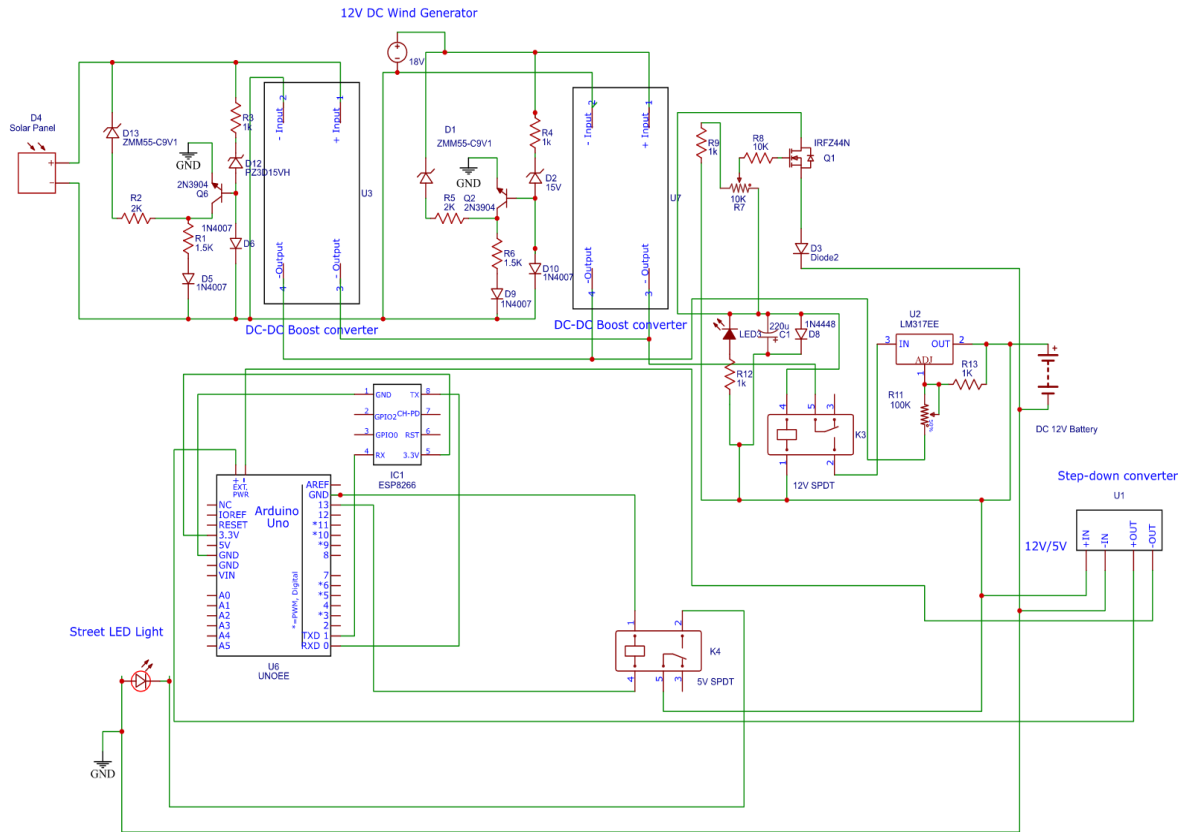 12V DC Wind Generator
18V
D4
Solar Panel
+
-
D13
ZMM55-C9V1
R3
1k
GND
D12
PZ3D15VH
2N3904
Q6
R2
2K
1N4007
R1
1.5K
D6
D5
1N4007
2
1
- Input
+ Input
U3
-Output
- Output
4
3
DC-DC Boost converter
D1
ZMM55-C9V1
R4
1k
GND
D2
15V
R5
2K
Q2
2N3904
R6
1.5K
D10
1N4007
D9
1N4007
2
1
- Input
+ Input
U7
-Output
- Output
4
3
DC-DC Boost converter
R9
1k
R8
10K
IRFZ44N
Q1
10K
R7
D3
Diode2
LED3
220u
C1
1N4448
D8
R12
1k
U2
LM317EE
3
IN
OUT
2
ADJ
1
R13
1K
R11
100K
DC 12V Battery
4
5
3
K3
1
2
12V SPDT
1
GND
TX
8
2
GPIO2
CH-PD
7
3
GPIO0
RST
6
4
RX
3.3V
5
IC1
ESP8266
+ -
EXT.
PWR
Arduino
Uno
AREF
GND
NC
13
IOREF
12
RESET
*11
3.3V
*10
5V
*9
GND
8
GND
VIN
7
*6
A0
*5
A1
4
A2
*3
A3
2
A4
TXD 1
A5
RXD 0
*=PWM, Digital
U6
UNOEE
Street LED Light
GND
1
2
K4
4
5
3
5V SPDT
Step-down converter
U1
12V/5V
+IN
-IN
+OUT
-OUT